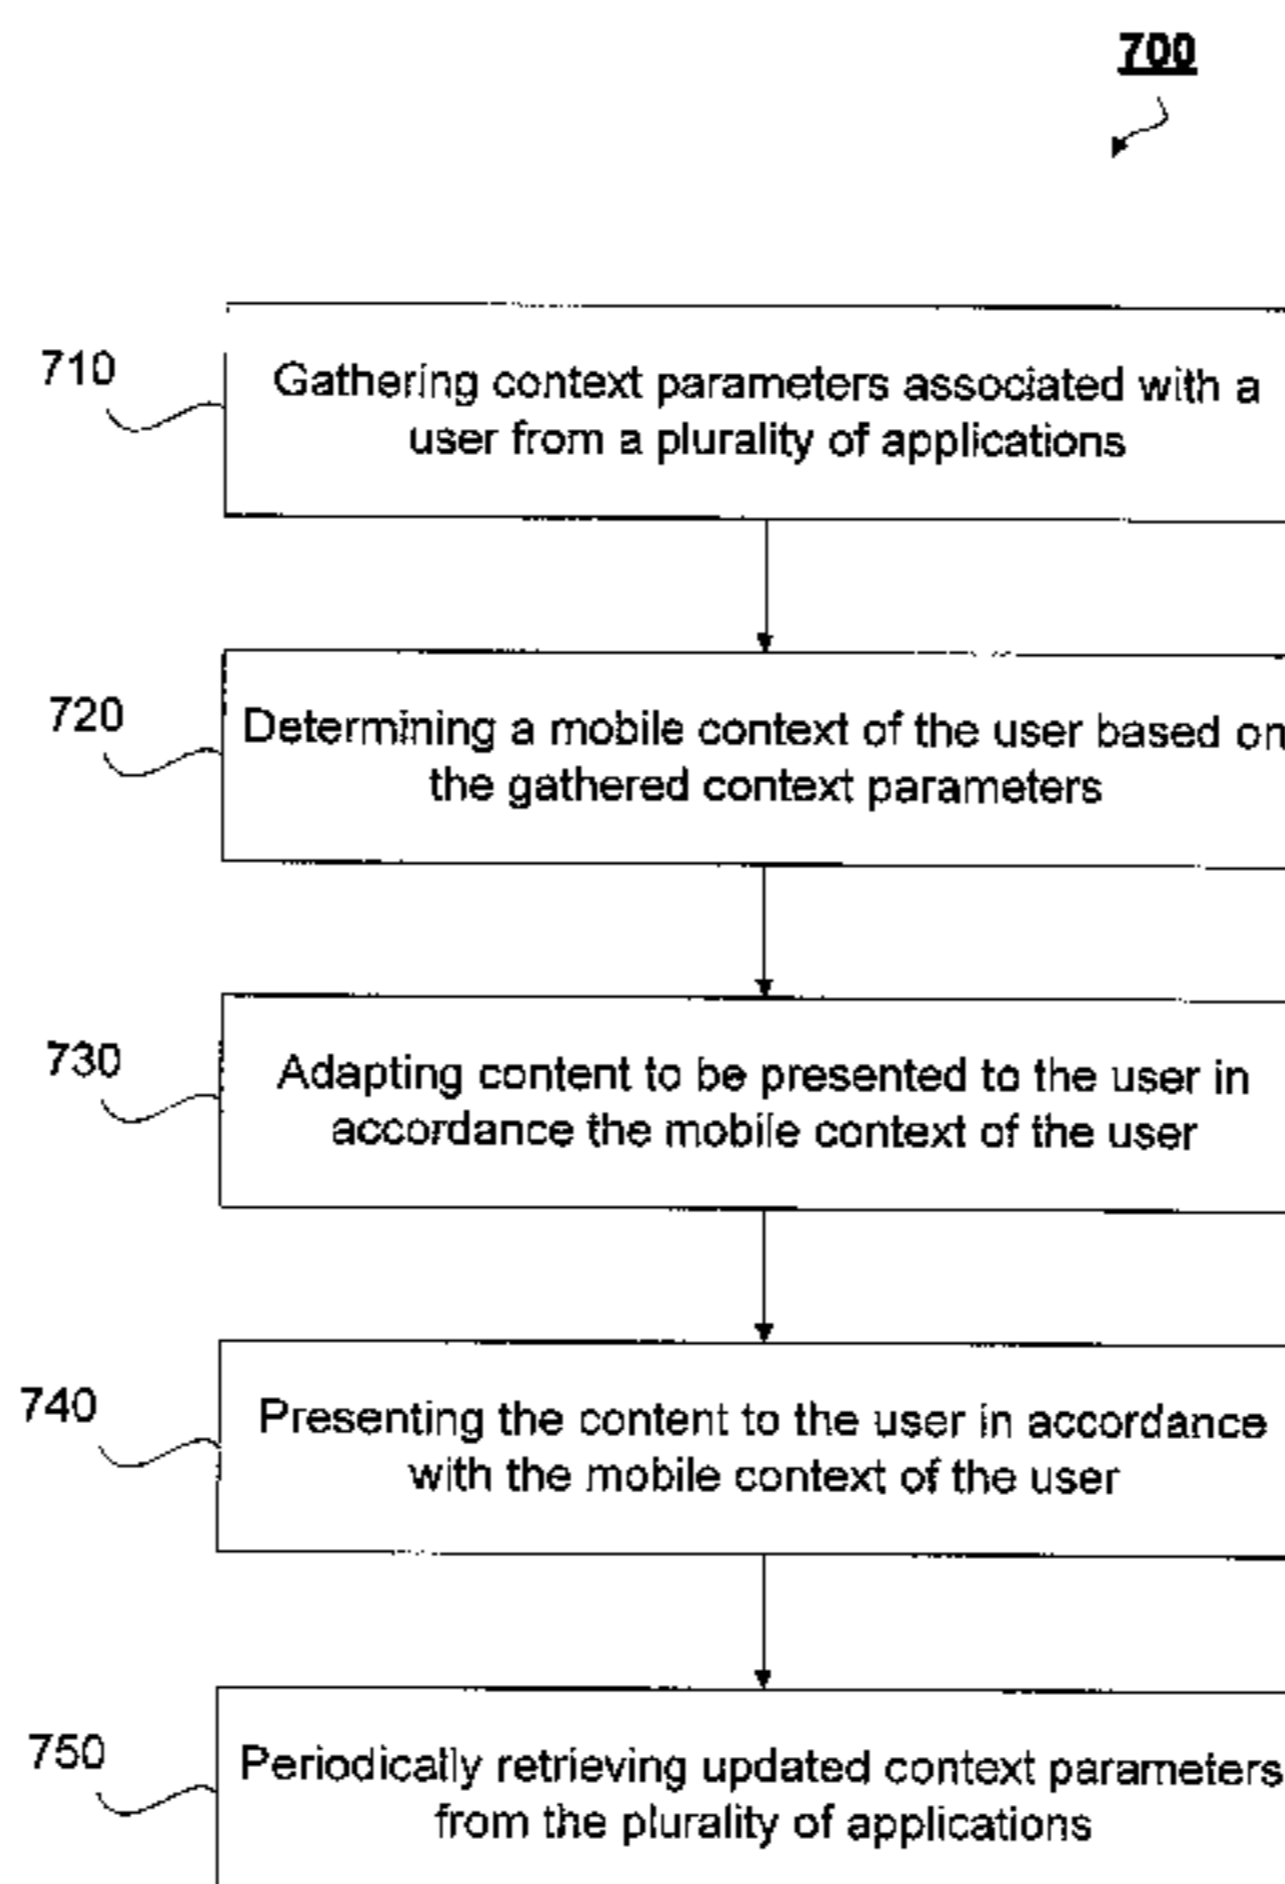 700
710
Gathering context parameters associated with a
user from a plurality of applications
720
Determining a mobile context of the user based on
the gathered context parameters
730
Adapting content to be presented to the user in
accordance the mobile context of the user
740
Presenting the content to the user in accordance
with the mobile context of the user
750
Periodically retrieving updated context parameters
from the plurality of applications